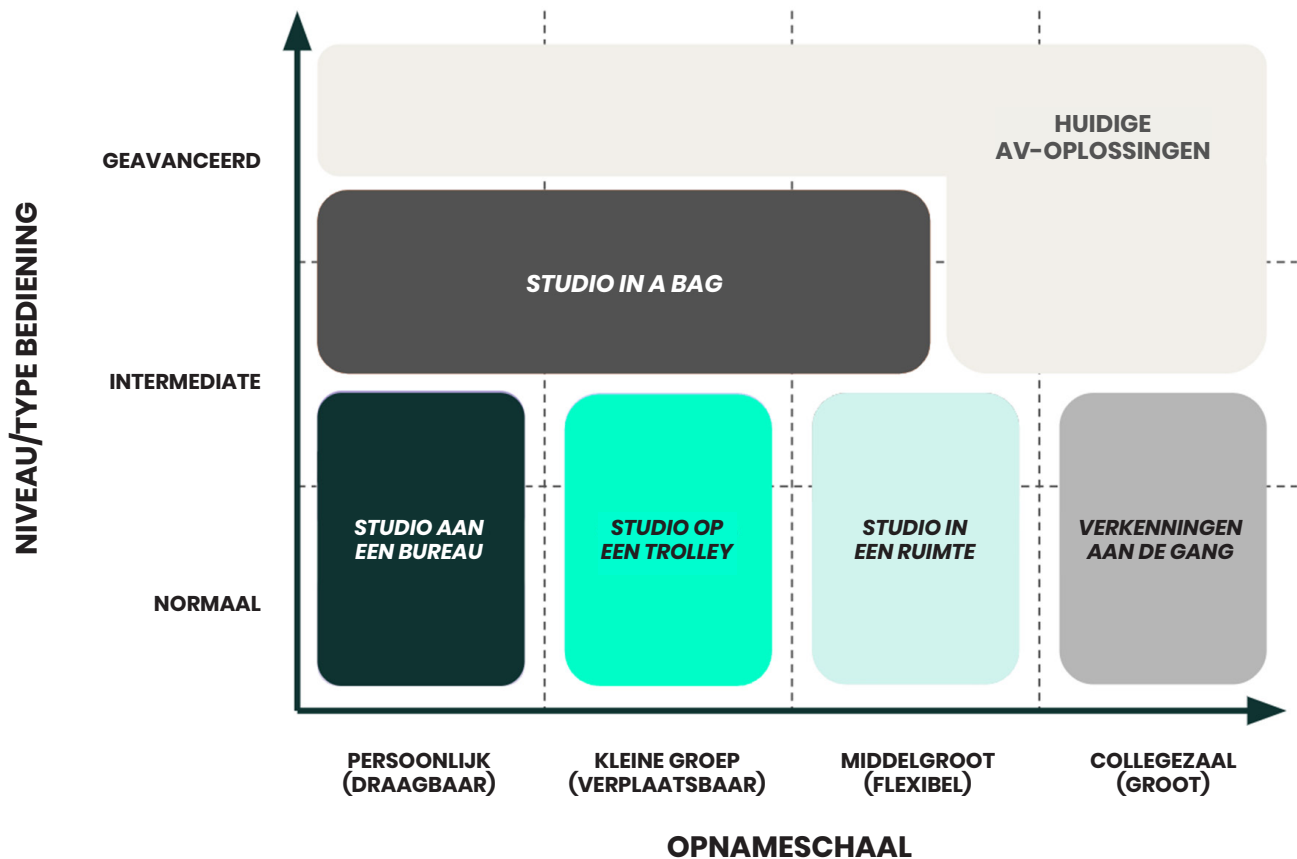 HUIDIGE
AV-OPLOSSINGEN
GEAVANCEERD
STUDIO IN A BAG
NIVEAU/TYPE BEDIENING
INTERMEDIATE
STUDIO AAN
EEN BUREAU
STUDIO OP
EEN TROLLEY
STUDIO IN
EEN RUIMTE
VERKENNINGEN
AAN DE GANG
NORMAAL
PERSOONLIJK
(DRAAGBAAR)
KLEINE GROEP
(VERPLAATSBAAR)
MIDDELGROOT
(FLEXIBEL)
COLLEGEZAAL
(GROOT)
OPNAMESCHAAL